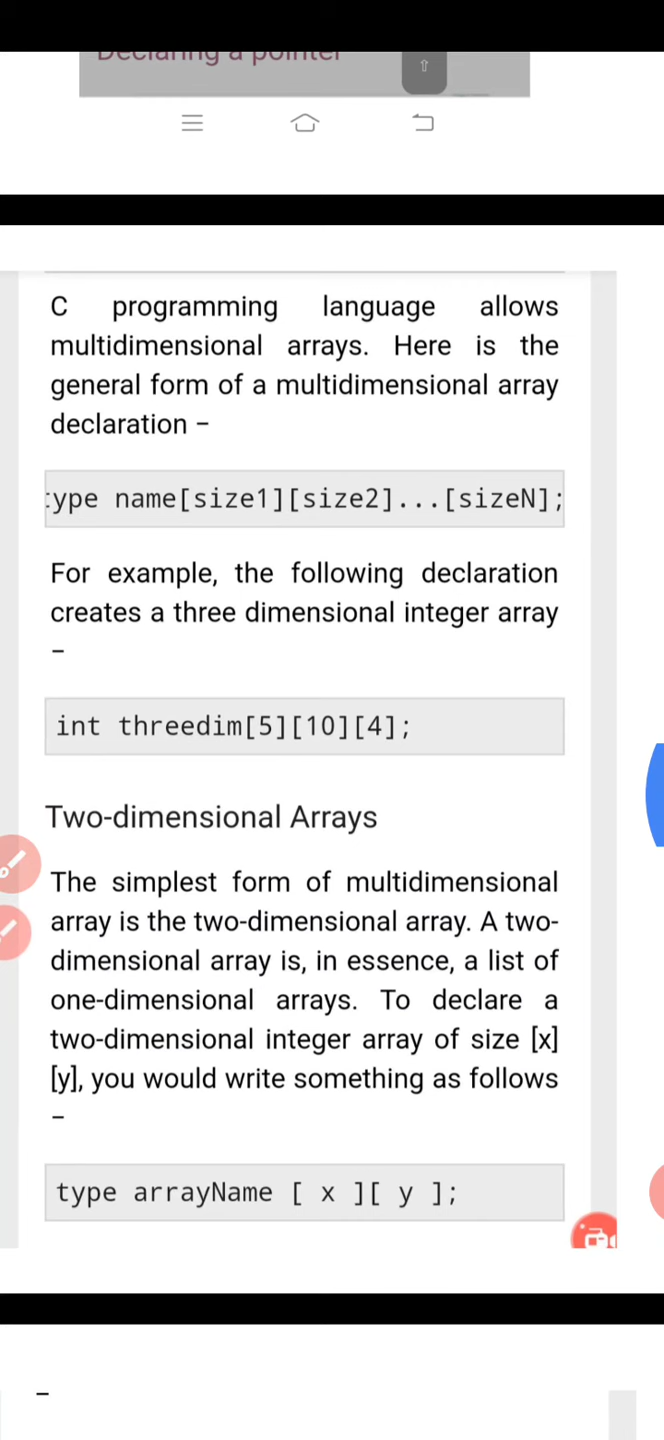 Declaring a pointer
C programming language allows
multidimensional arrays. Here is the
general form of a multidimensional array
declaration –
type name[size1][size2]...[sizeN];
For example, the following declaration
creates a three dimensional integer array
–
int threedim[5][10][4];
Two-dimensional Arrays
The simplest form of multidimensional
array is the two-dimensional array. A two-
dimensional array is, in essence, a list of
one-dimensional arrays. To declare a
two-dimensional integer array of size [x]
[y], you would write something as follows
–
type arrayName [ x ][ y ];
–